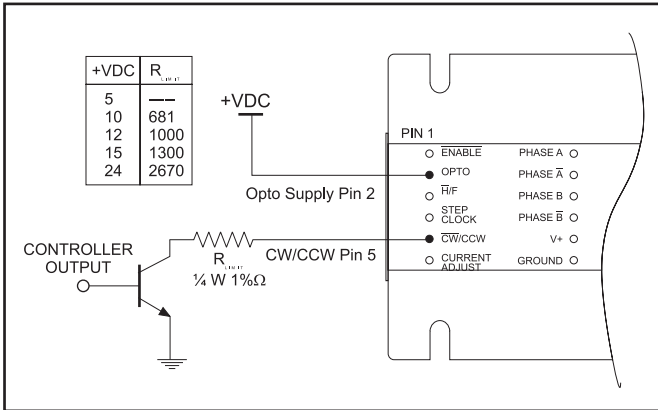 +VDC R LIMIT
5 ——
10 681
12 1000
15 1300
24 2670
+VDC
Opto Supply Pin 2
CONTROLLER
OUTPUT
R LIMIT
¼ W 1%Ω
CW/CCW Pin 5
PIN 1
ENABLE
OPTO
H/F
STEP
CLOCK
CW/CCW
CURRENT
ADJUST
PHASE A
PHASE A
PHASE B
PHASE B
V+
GROUND